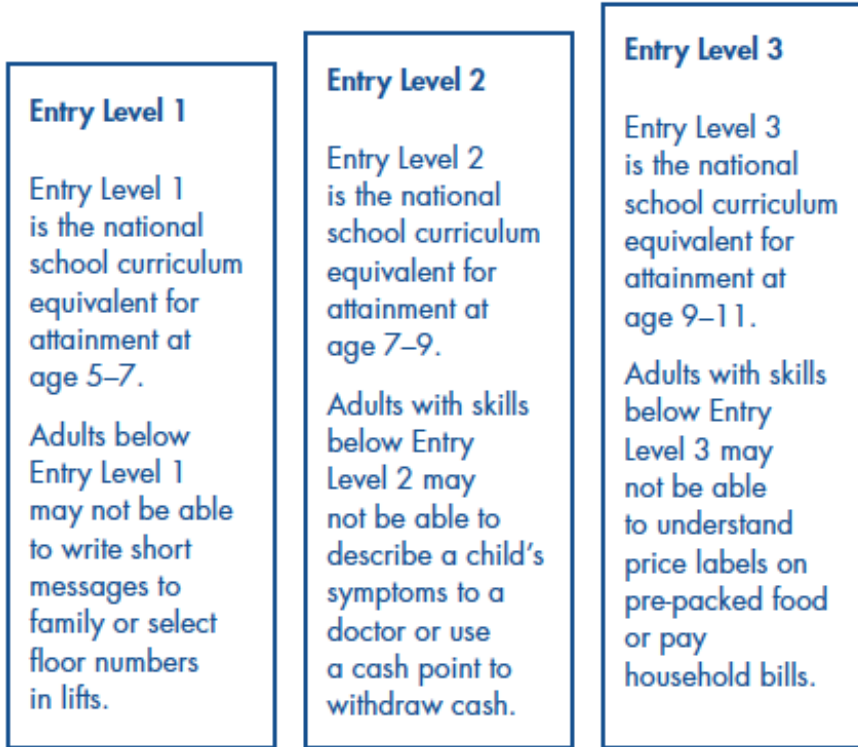 Entry Level 1
Entry Level 1
is the national
school curriculum
equivalent for
attainment at
age 5–7.
Adults below
Entry Level 1
may not be able
to write short
messages to
family or select
floor numbers
in lifts.
Entry Level 2
Entry Level 2
is the national
school curriculum
equivalent for
attainment at
age 7–9.
Adults with skills
below Entry
Level 2 may
not be able to
describe a child’s
symptoms to a
doctor or use
a cash point to
withdraw cash.
Entry Level 3
Entry Level 3
is the national
school curriculum
equivalent for
attainment at
age 9–11.
Adults with skills
below Entry
Level 3 may
not be able
to understand
price labels on
pre-packed food
or pay
household bills.